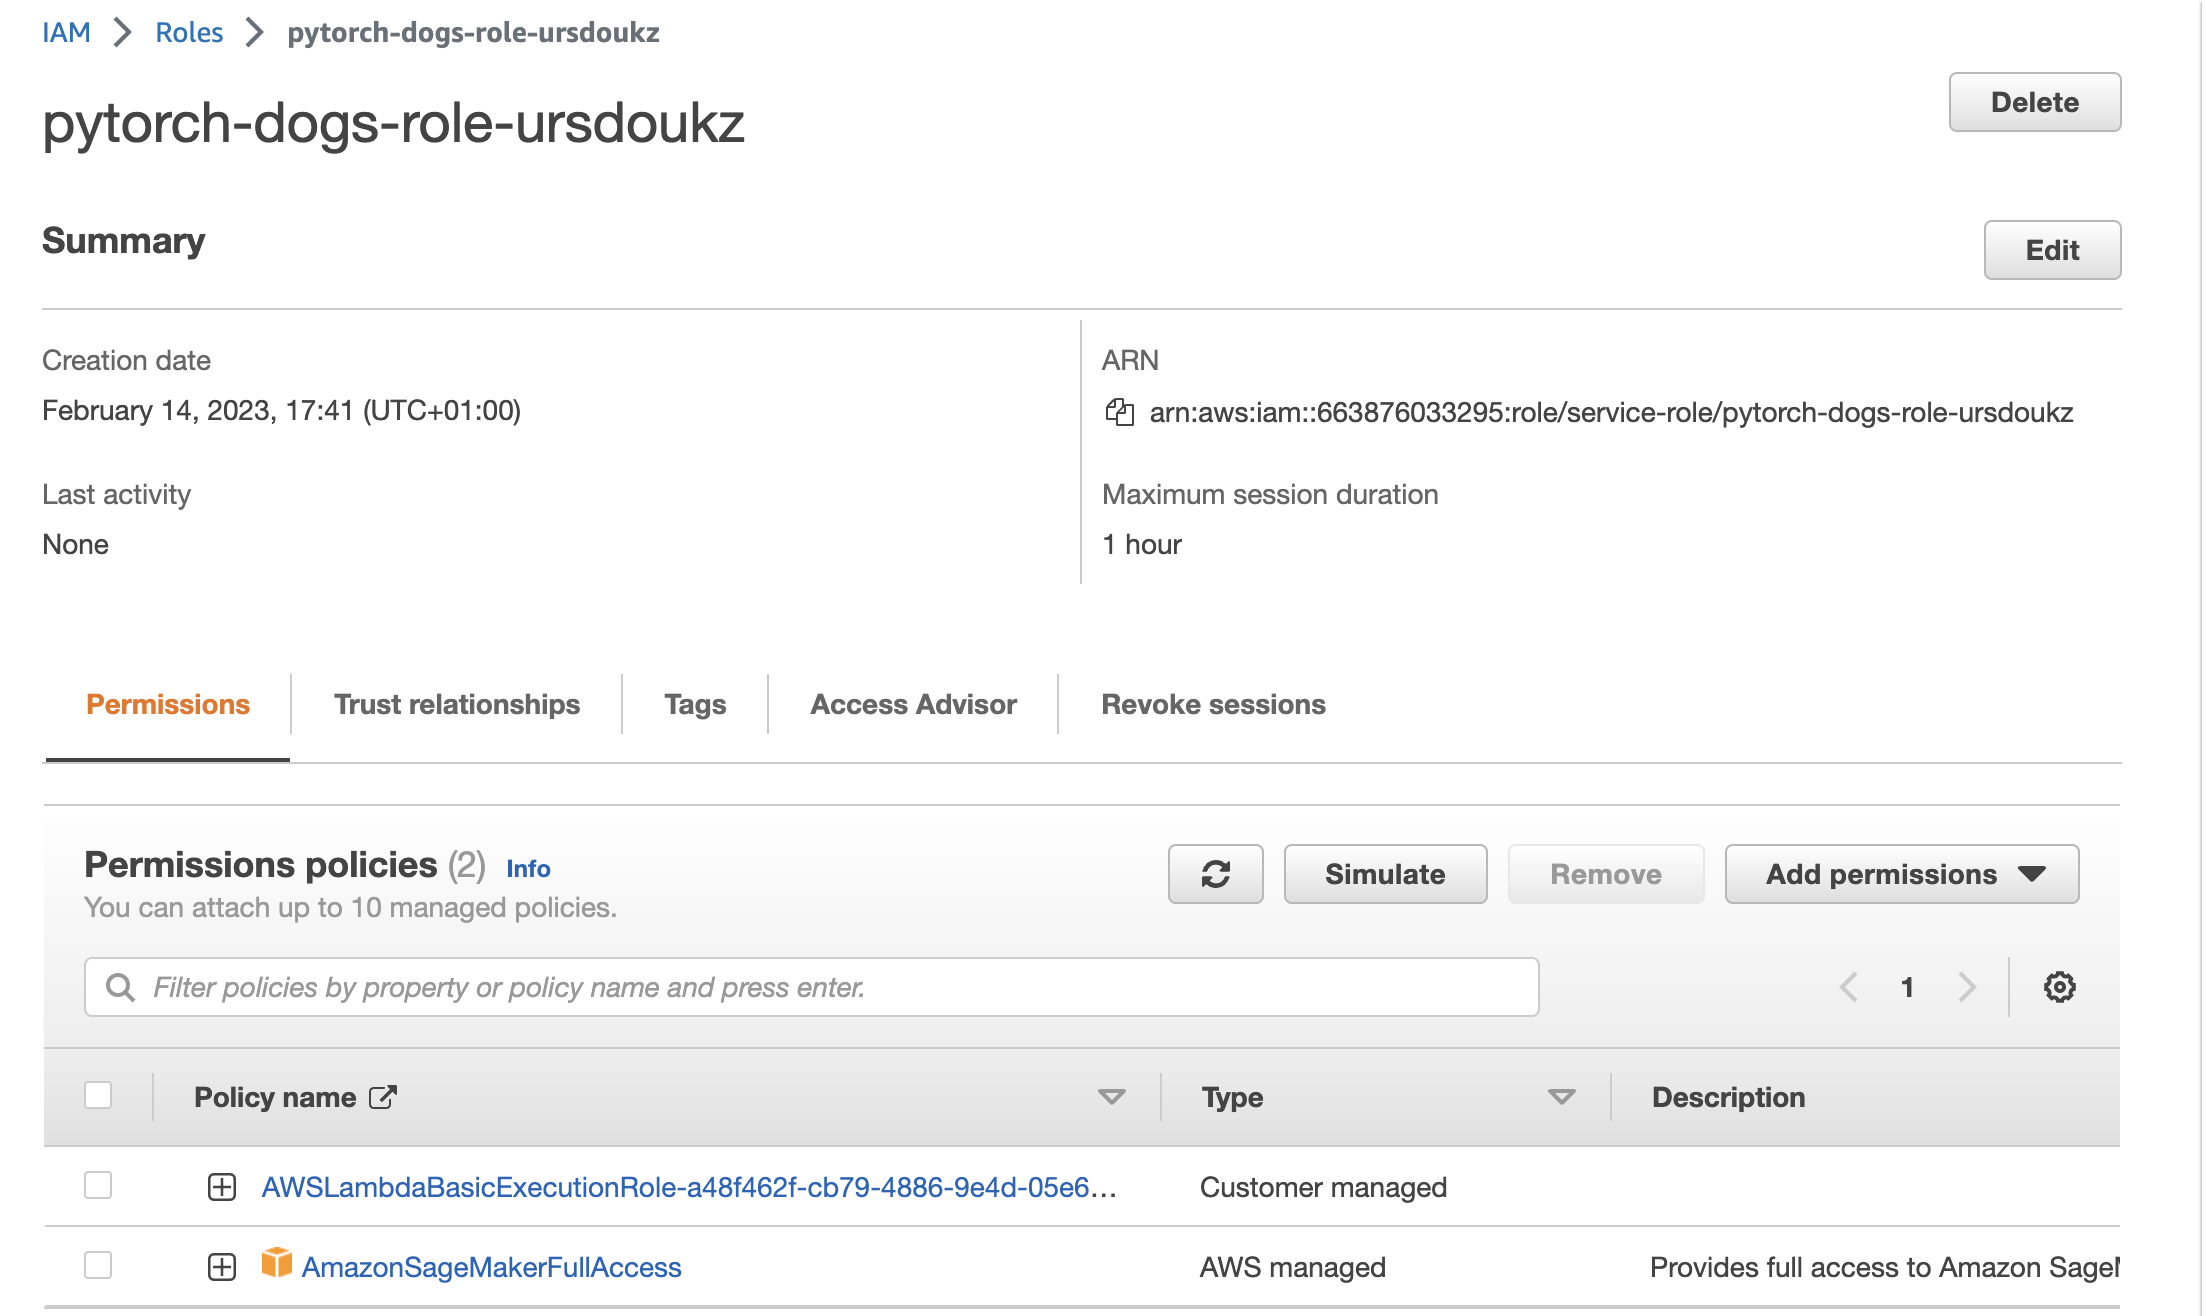 IAM > Roles > pytorch-dogs-role-ursdoukz
pytorch-dogs-role-ursdoukz
Delete
Summary
Edit
Creation date
February 14, 2023, 17:41 (UTC+01:00)
ARN
arn:aws:iam::663876033295:role/service-role/pytorch-dogs-role-ursdoukz
Last activity
None
Maximum session duration
1 hour
Permissions
Trust relationships
Tags
Access Advisor
Revoke sessions
Permissions policies (2) Info
You can attach up to 10 managed policies.
Simulate
Remove
Add permissions
Filter policies by property or policy name and press enter.
1
Policy name
Type
Description
AWSLambdaBasicExecutionRole-a48f462f-cb79-4886-9e4d-05e6...
Customer managed
AmazonSageMakerFullAccess
AWS managed
Provides full access to Amazon Sage